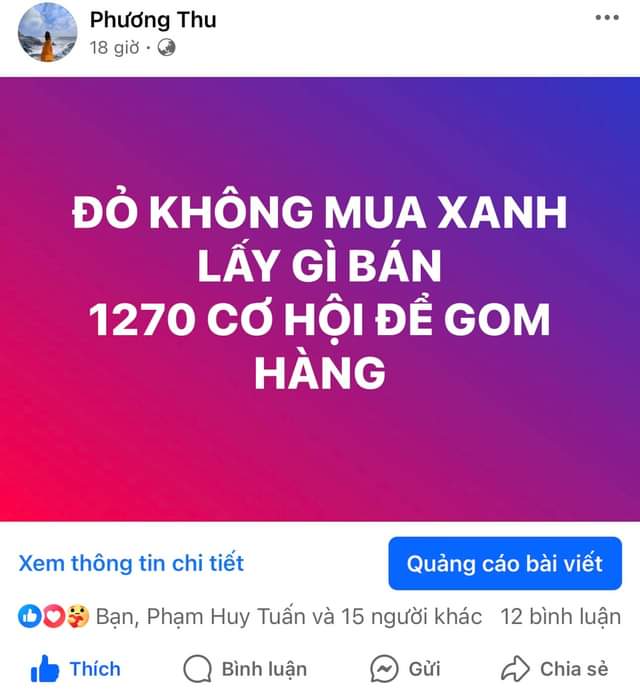 Phương Thu
18 giờ ·
ĐỎ KHÔNG MUA XANH
LẤY GÌ BÁN
1270 CƠ HỘI ĐỂ GOM
HÀNG
Xem thông tin chi tiết
Quảng cáo bài viết
Bạn, Phạm Huy Tuấn và 15 người khác
12 bình luận
Thích
Bình luận
Gửi
Chia sẻ